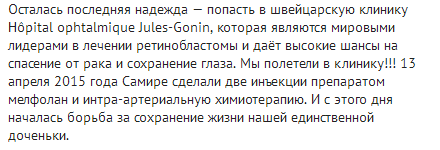 Осталась последняя надежда — попасть в швейцарскую клинику
Hôpital ophtalmique Jules-Gonin, которая являются мировыми
лидерами в лечении ретинобластомы и даёт высокие шансы на
спасение от рака и сохранение глаза. Мы полетели в клинику!!! 13
апреля 2015 года Самире сделали две инъекции препаратом
мелфолан и интра-артериальную химиотерапию. И с этого дня
началась борьба за сохранение жизни нашей единственной
доченьки.